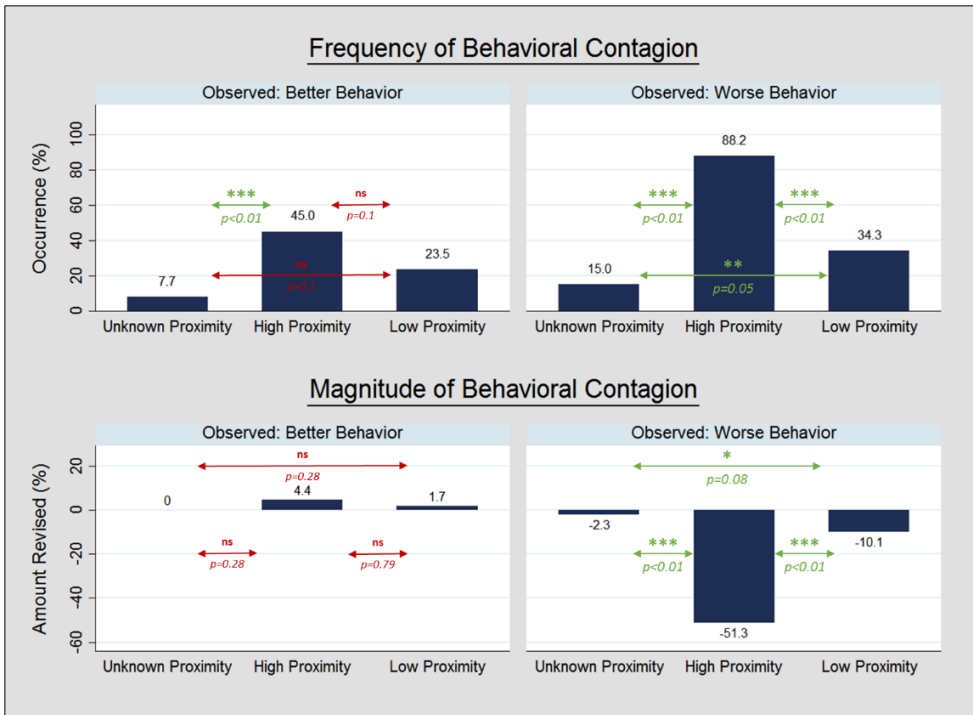 Frequency of Behavioral Contagion
Observed: Better Behavior
Observed: Worse Behavior
Occurrence (%)
100
80
60
40
20
0
***
p<0.01
ns
p=0.1
ns
p=0.1
7.7
45.0
23.5
Unknown Proximity High Proximity Low Proximity
***
p<0.01
***
p<0.01
**
p=0.05
15.0
88.2
34.3
Unknown Proximity High Proximity Low Proximity
Magnitude of Behavioral Contagion
Observed: Better Behavior
Observed: Worse Behavior
Amount Revised (%)
20
0
-20
-40
-60
ns
p=0.28
0
4.4
1.7
ns
p=0.28
ns
p=0.79
Unknown Proximity High Proximity Low Proximity
*
p=0.08
-2.3
-10.1
***
p<0.01
***
p<0.01
-51.3
Unknown Proximity High Proximity Low Proximity